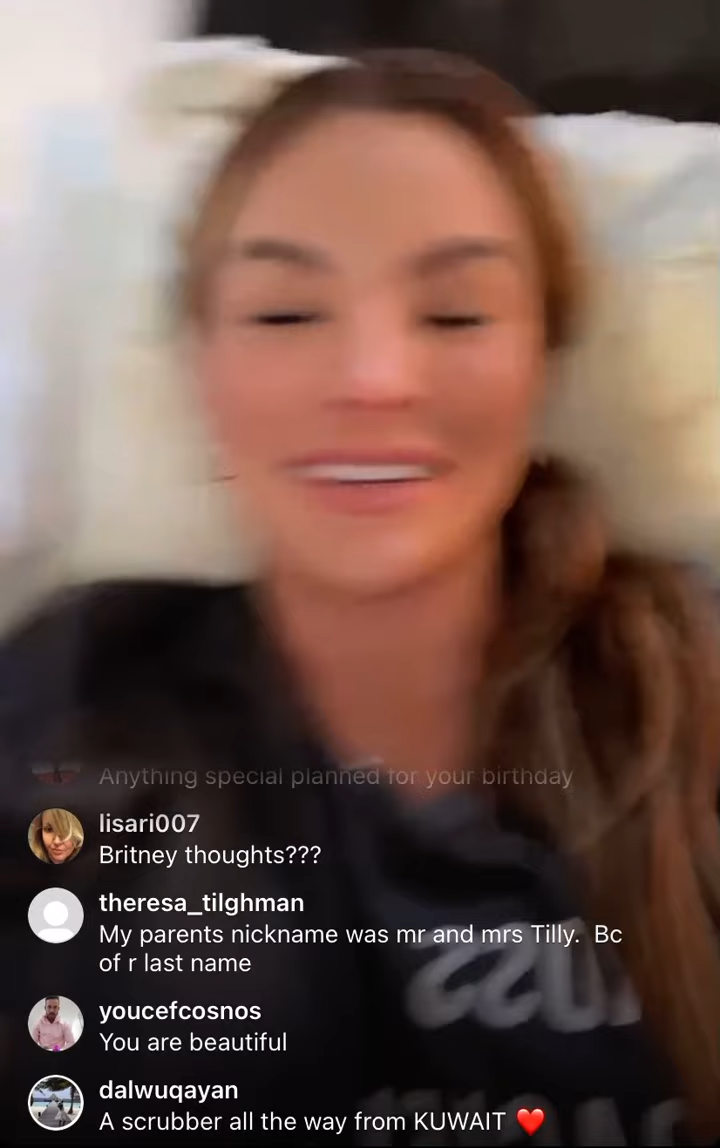 Anything special planned for your birthday
lisari007
Britney thoughts???
theresa_tilghman
My parents nickname was mr and mrs Tilly.  Bc
of r last name
youcefcosnos
You are beautiful
dalwuqayan
A scrubber all the way from KUWAIT ❤️